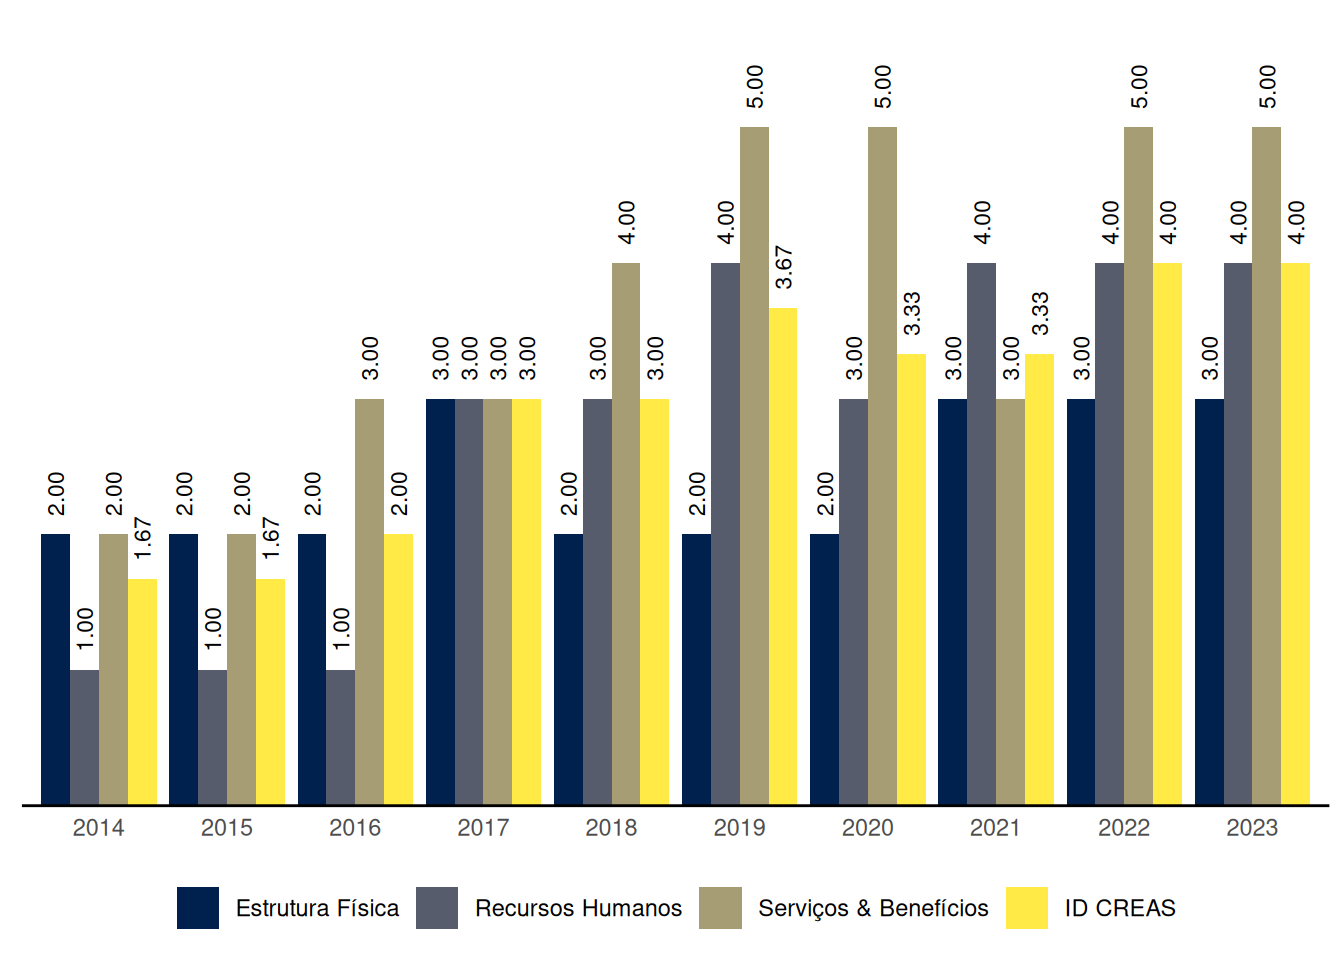 2.00 1.00 2.00 1.67
2.00 1.00 2.00 1.67
2.00 1.00 3.00 2.00
3.00 3.00 3.00 3.00
2.00 3.00 4.00 3.00
2.00 4.00 5.00 3.67
2.00 3.00 5.00 3.33
3.00 4.00 3.00 3.33
3.00 4.00 5.00 4.00
3.00 4.00 5.00 4.00
2014 2015 2016 2017 2018 2019 2020 2021 2022 2023
Estrutura Física Recursos Humanos Serviços & Benefícios ID CREAS